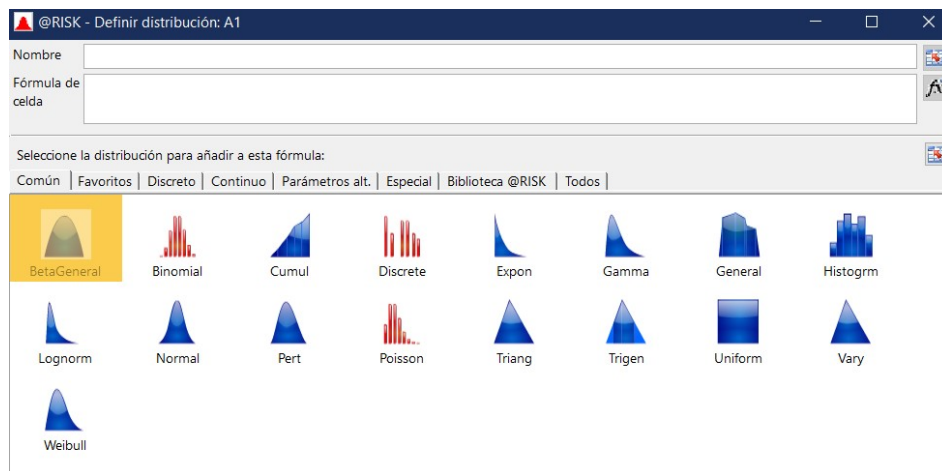 @RISK - Definir distribución: A1
Nombre
Fórmula de
celda
fx
Seleccione la distribución para añadir a esta fórmula:
Común | Favoritos | Discreto | Continuo | Parámetros alt. | Especial | Biblioteca @RISK | Todos |
BetaGeneral Binomial Cumul Discrete Expon Gamma General Histogrm
Lognorm Normal Pert Poisson Triang Trigen Uniform Vary
Weibull